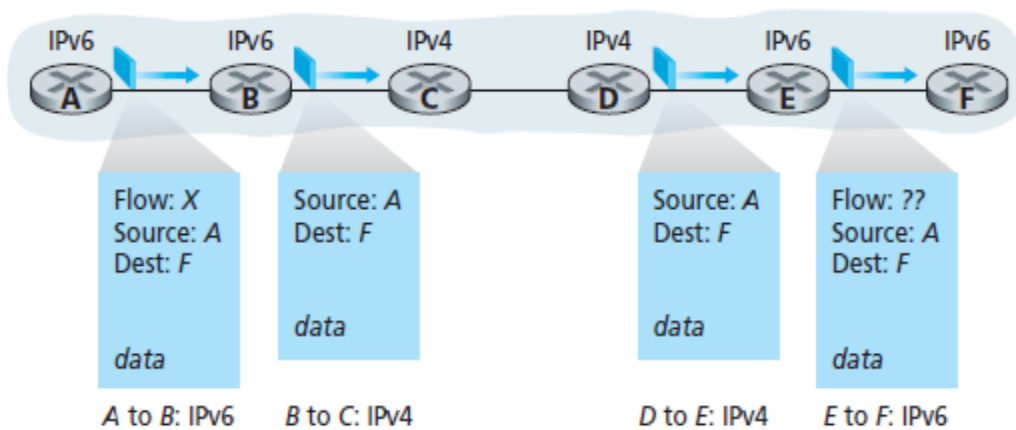 IPv6
IPv6
IPv4
IPv4
IPv6
IPv6
A
B
C
D
E
F
Flow: X
Source: A
Dest: F
data
Source: A
Dest: F
data
Source: A
Dest: F
data
Flow: ??
Source: A
Dest: F
data
A to B: IPv6
B to C: IPv4
D to E: IPv4
E to F: IPv6